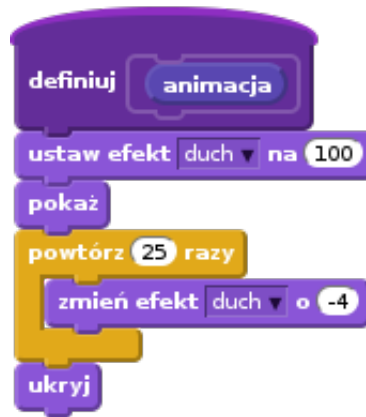 definiuj animacja
ustaw efekt duch na 100
pokaż
powtórz 25 razy
zmień efekt duch o -4
ukryj